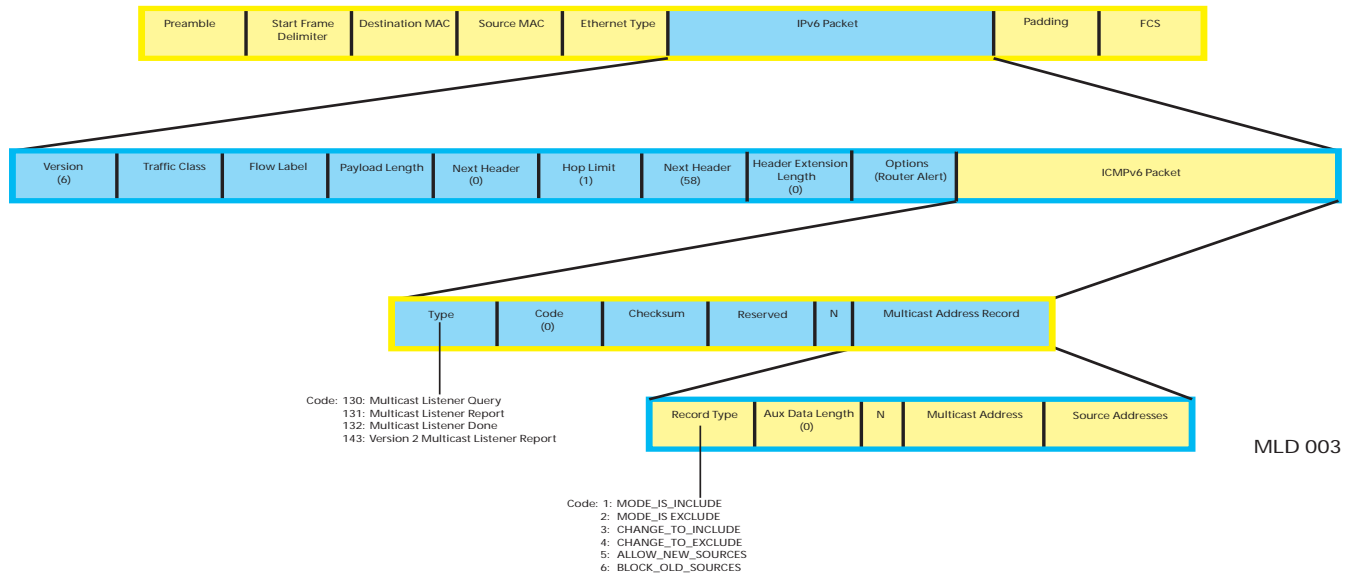 Preamble
Start Frame
Delimiter
Destination MAC
Source MAC
Ethernet Type
IPv6 Packet
Padding
FCS
Version
(6)
Traffic Class
Flow Label
Payload Length
Next Header
(0)
Hop Limit
(1)
Next Header
(58)
Header Extension
Length
(0)
Options
(Router Alert)
ICMPv6 Packet
Type
Code
(0)
Checksum
Reserved
N
Multicast Address Record
Code: 130: Multicast Listener Query
131: Multicast Listener Report
132: Multicast Listener Done
143: Version 2 Multicast Listener Report
Record Type
Aux Data Length
(0)
N
Multicast Address
Source Addresses
MLD 003
Code: 1: MODE_IS_INCLUDE
2: MODE_IS EXCLUDE
3: CHANGE_TO_INCLUDE
4: CHANGE_TO_EXCLUDE
5: ALLOW_NEW_SOURCES
6: BLOCK_OLD_SOURCES